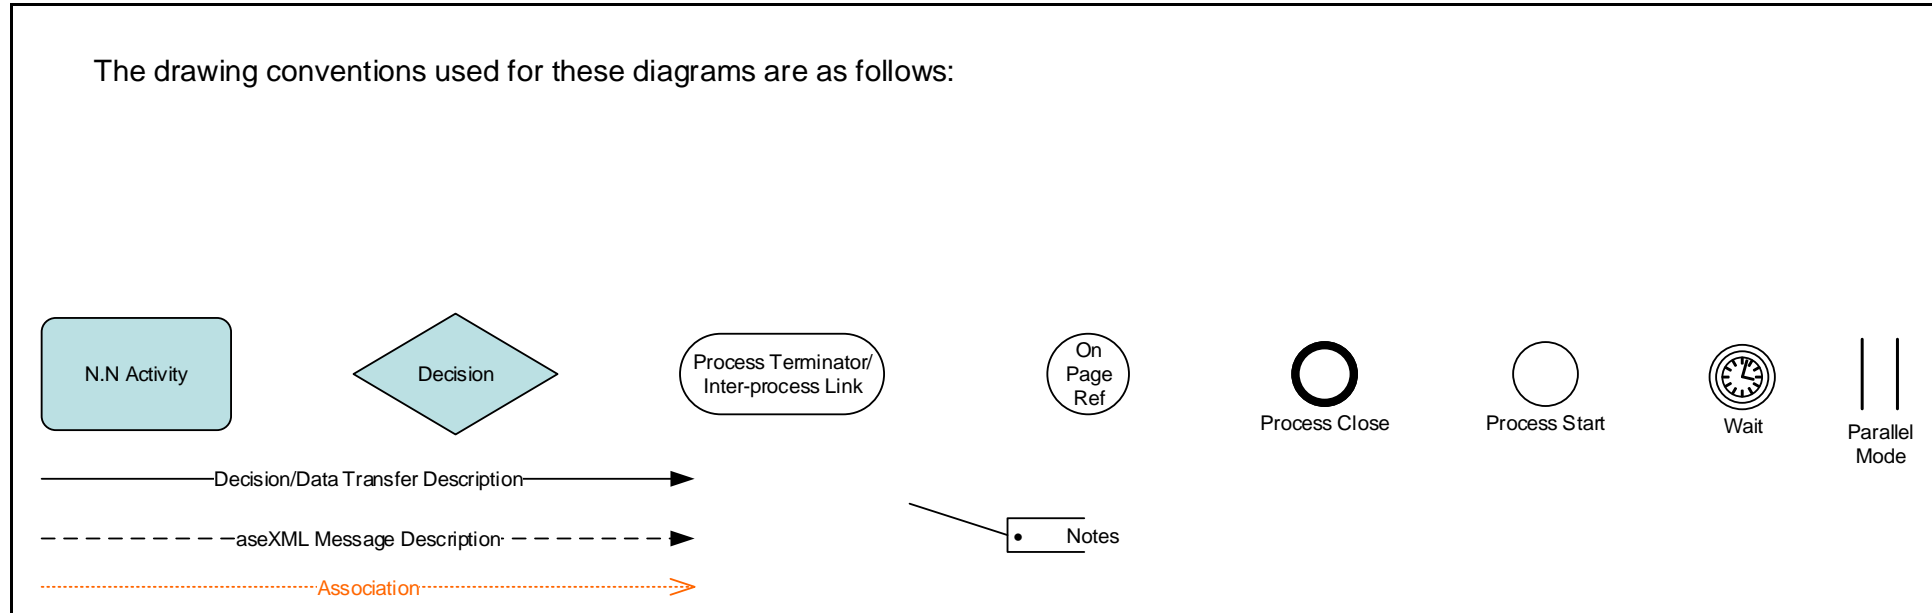 The drawing conventions used for these diagrams are as follows:
N.N Activity
Decision
Process Terminator/
Inter-process Link
On
Page
Ref
Process Close
Process Start
Wait
Parallel
Mode
Decision/Data Transfer Description
aseXML Message Description
Notes
Association